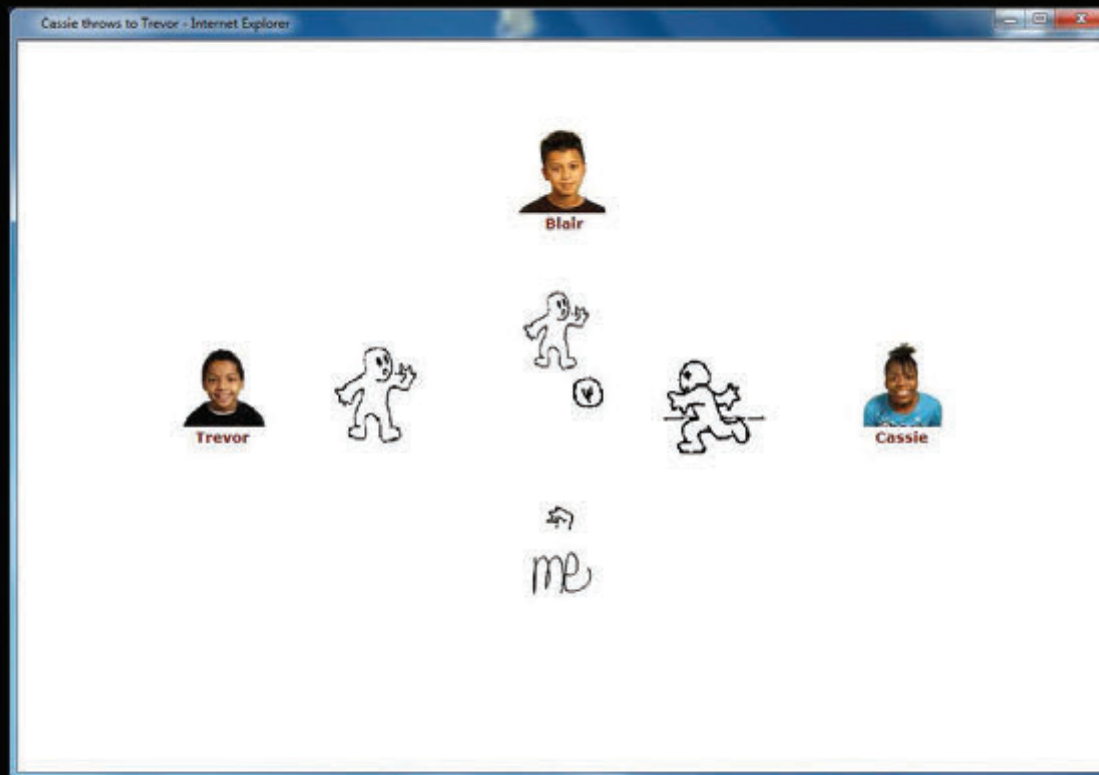 Cassie throws to Trevor - Internet Explorer
Blair
Trevor
Cassie
me